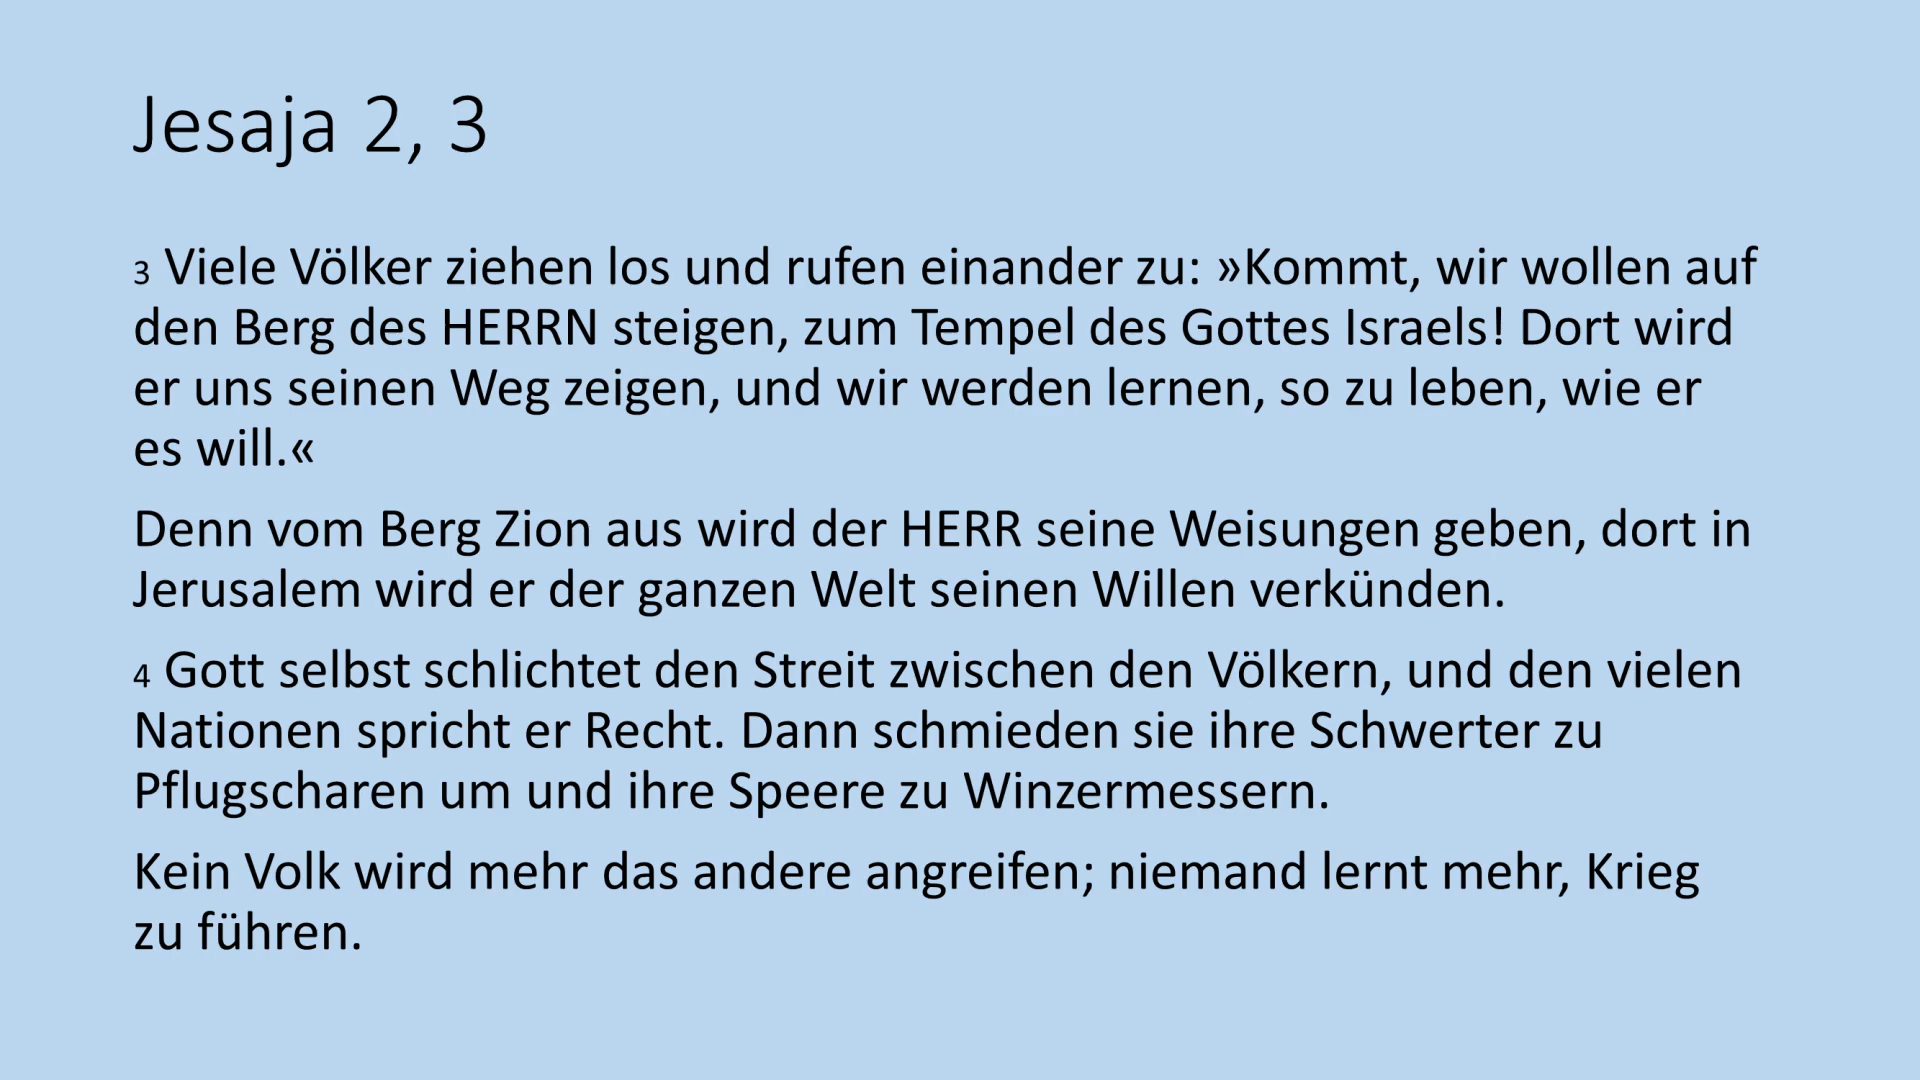 Jesaja 2, 3
3 Viele Völker ziehen los und rufen einander zu: »Kommt, wir wollen auf
den Berg des HERRN steigen, zum Tempel des Gottes Israels! Dort wird
er uns seinen Weg zeigen, und wir werden lernen, so zu leben, wie er
es will.«
Denn vom Berg Zion aus wird der HERR seine Weisungen geben, dort in
Jerusalem wird er der ganzen Welt seinen Willen verkünden.
4 Gott selbst schlichtet den Streit zwischen den Völkern, und den vielen
Nationen spricht er Recht. Dann schmieden sie ihre Schwerter zu
Pflugscharen um und ihre Speere zu Winzermessern.
Kein Volk wird mehr das andere angreifen; niemand lernt mehr, Krieg
zu führen.